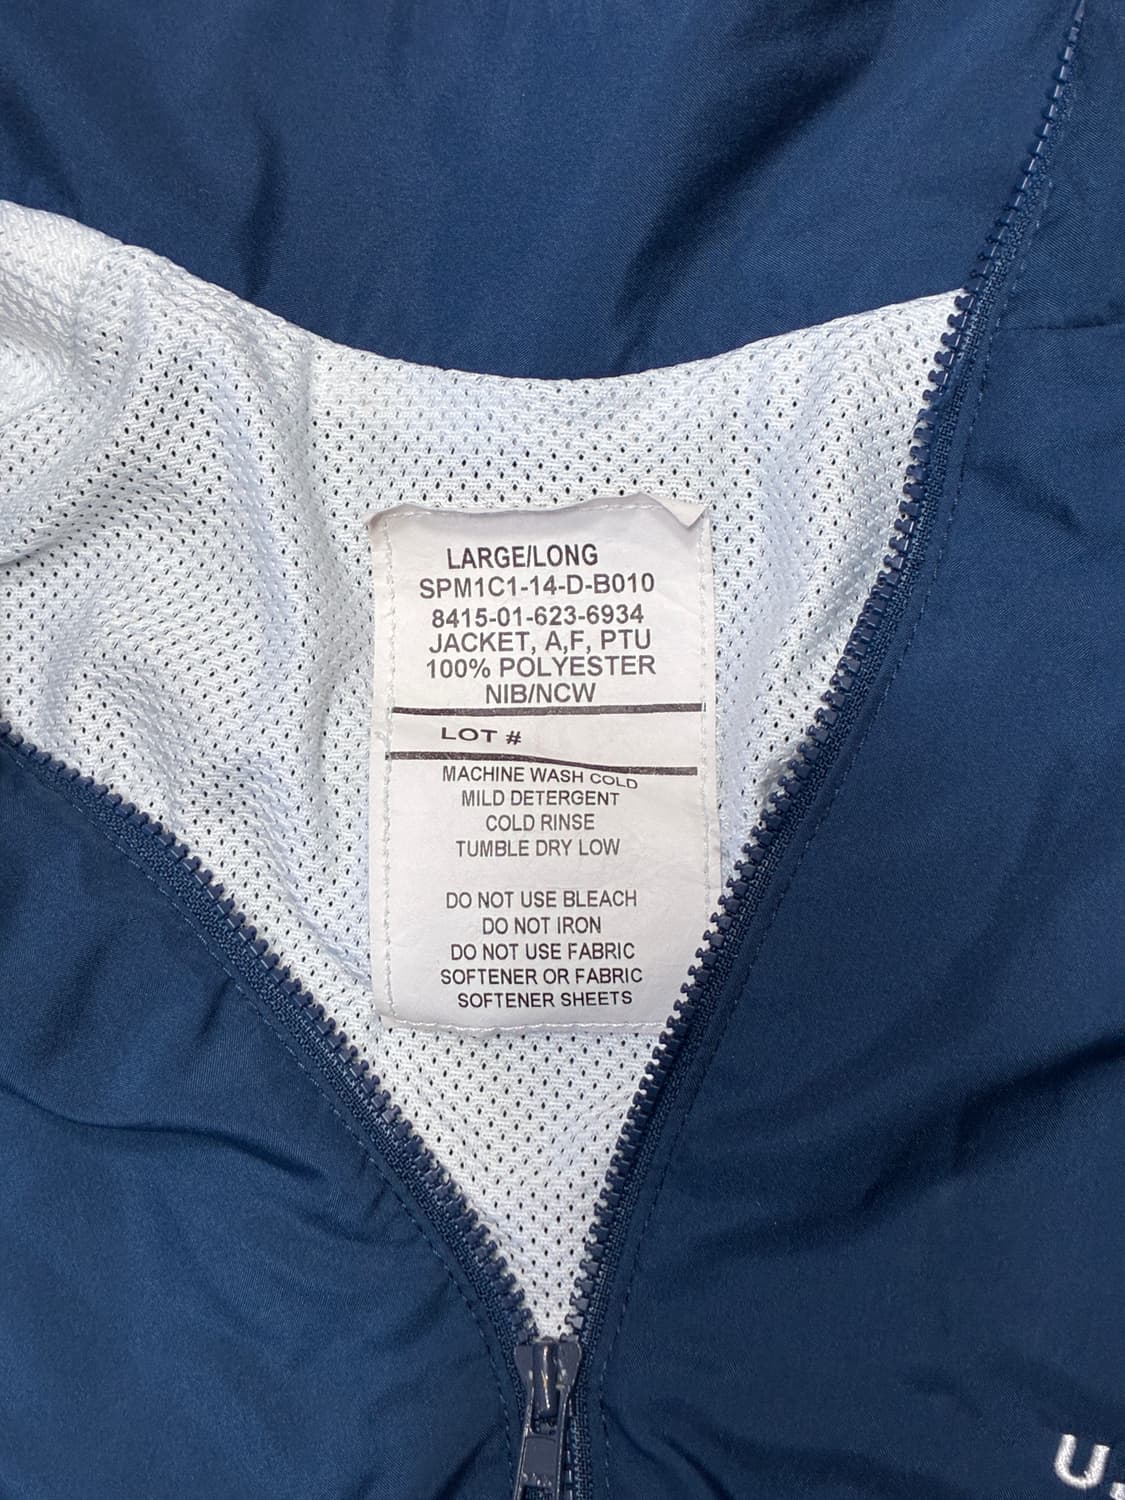 LARGE/LONG
SPM1C1-14-D-B010
8415-01-623-6934
JACKET, A,F, PTU
100% POLYESTER
NIB/NCW
LOT #
MACHINE WASH COLD
MILD DETERGENT
COLD RINSE
TUMBLE DRY LOW
DO NOT USE BLEACH
DO NOT IRON
DO NOT USE FABRIC
SOFTENER OR FABRIC
SOFTENER SHEETS
U.